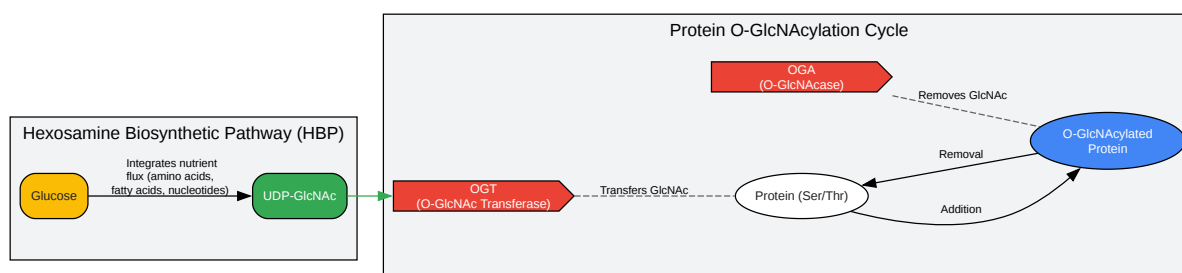 Hexosamine Biosynthetic Pathway (HBP)
Glucose
Integrates nutrient
flux (amino acids,
fatty acids, nucleotides)
UDP-GlcNAc
Protein O-GlcNAcylation Cycle
OGA
(O-GlcNAcase)
Removes GlcNAc
O-GlcNAcylated
Protein
Removal
OGT
(O-GlcNAc Transferase)
Transfers GlcNAc
Protein (Ser/Thr)
Addition